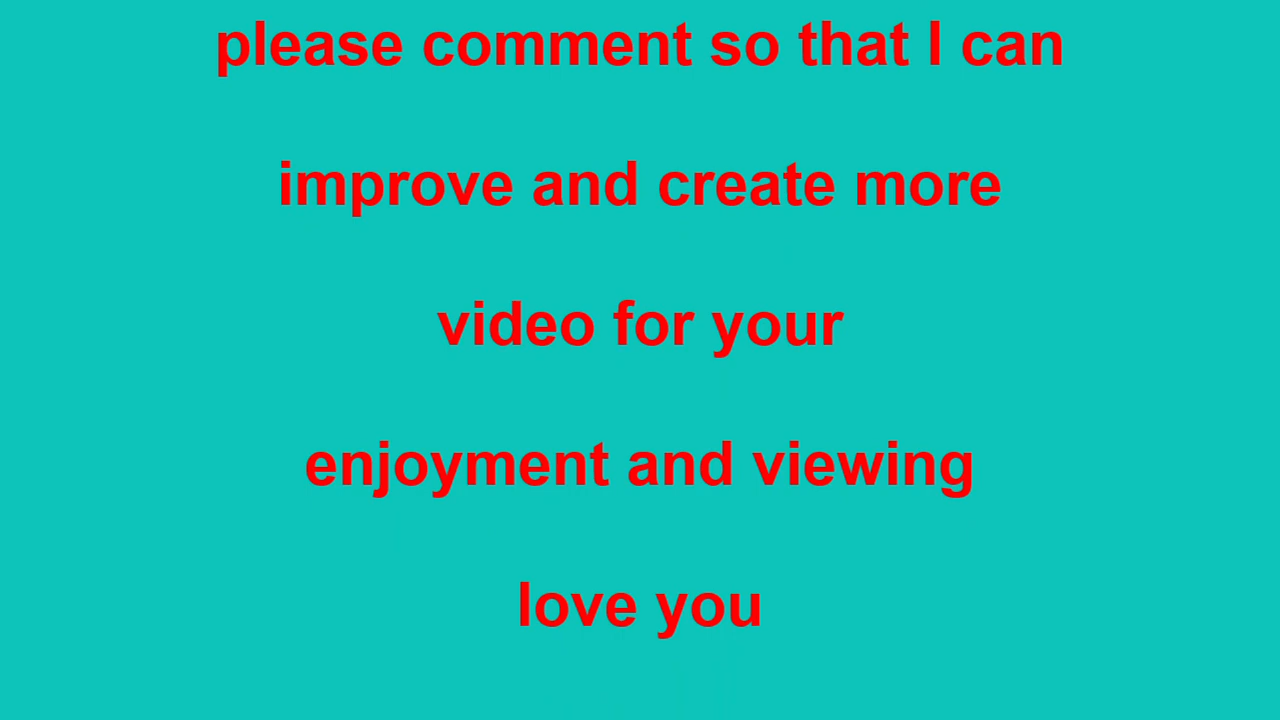 please comment so that I can
improve and create more
video for your
enjoyment and viewing
love you